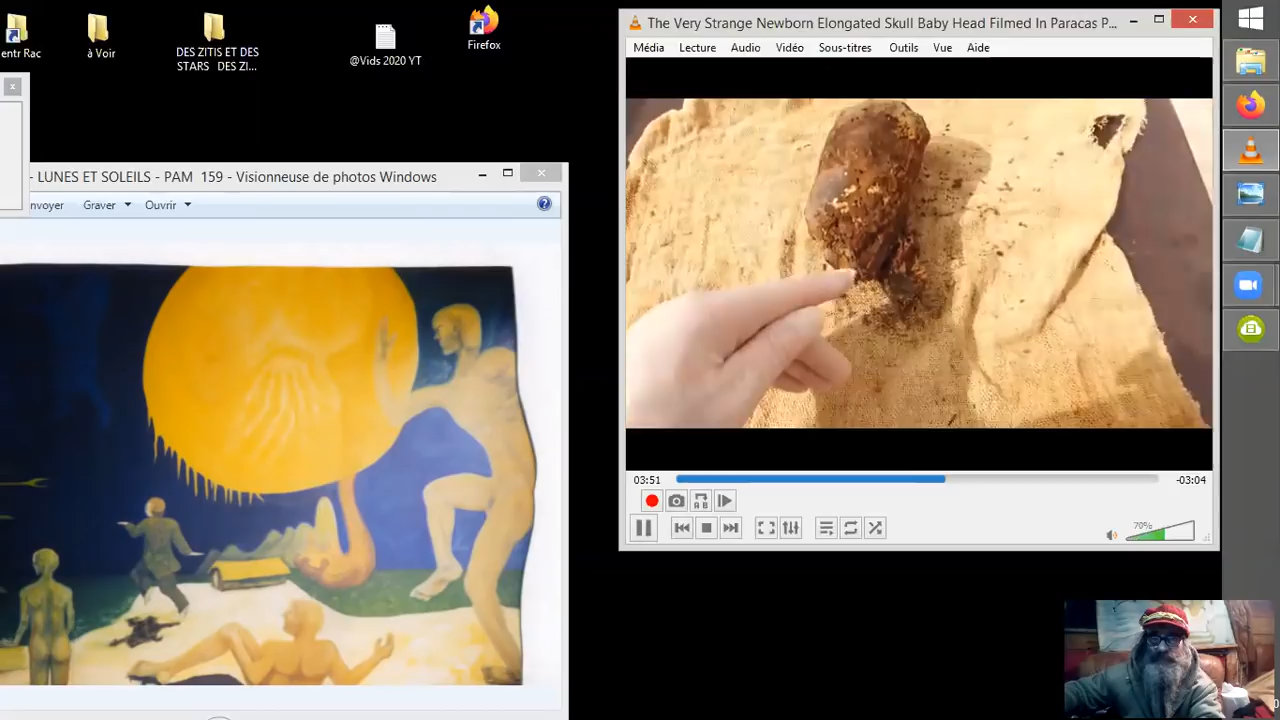 entr Rac
à Voir
DES ZITIS ET DES
STARS DES ZI...
@Vids 2020 YT
Firefox
The Very Strange Newborn Elongated Skull Baby Head Filmed In Paracas P...
Média Lecture Audio Vidéo Sous-titres Outils Vue Aide
- LUNES ET SOLEILS - PAM 159 - Visionneuse de photos Windows
nvoyer Graver Ouvrir
03:51 -03:04
70%